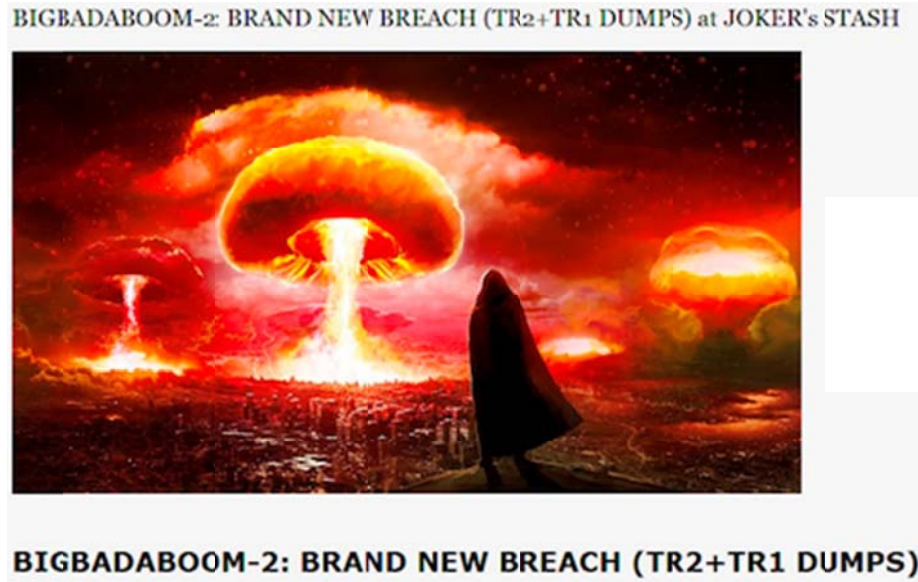 BIGBADABOOM-2: BRAND NEW BREACH (TR2+TR1 DUMPS) at JOKER's STASH
BIGBADABOOM-2: BRAND NEW BREACH (TR2+TR1 DUMPS)